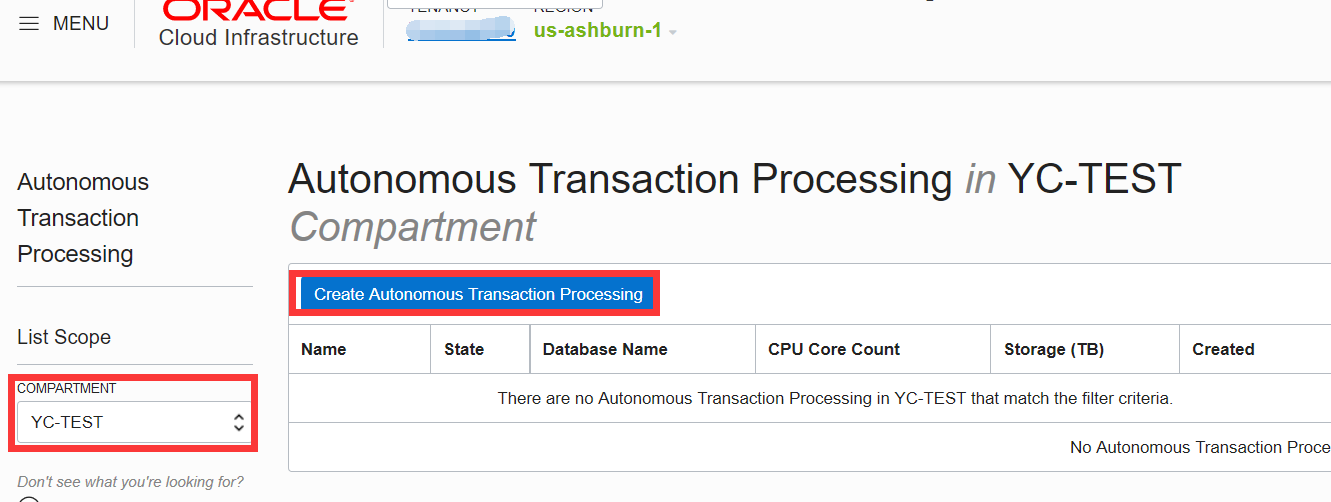 MENU
ORACLE
Cloud Infrastructure
TENANCY
REGION
us-ashburn-1
Autonomous
Transaction
Processing
List Scope
COMPARTMENT
YC-TEST
Don't see what you're looking for?
Autonomous Transaction Processing in YC-TEST
Compartment
Create Autonomous Transaction Processing
Name State Database Name CPU Core Count Storage (TB) Created
There are no Autonomous Transaction Processing in YC-TEST that match the filter criteria.
No Autonomous Transaction Proce